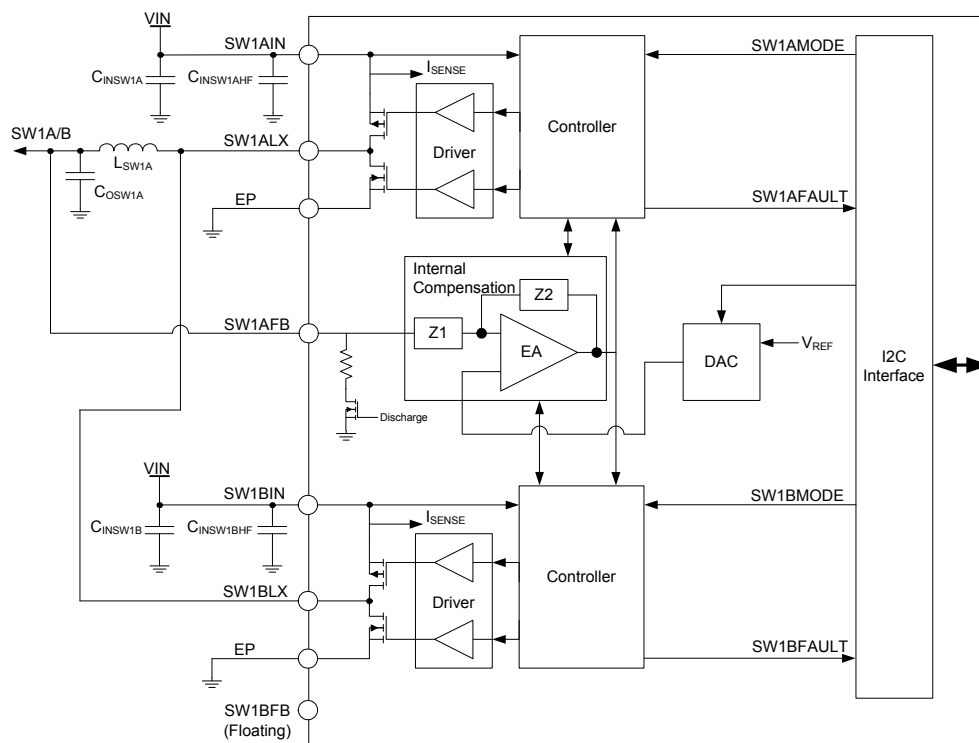 VIN
SW1AIN
SW1AMODE
CINSW1A
CINSW1AHF
ISENSE
Controller
SW1A/B
SW1ALX
LSW1A
Driver
COSW1A
EP
SW1AFAULT
Internal
Compensation
Z2
SW1AFB
Z1
EA
VREF
DAC
I2C
Interface
Discharge
VIN
SW1BIN
SW1BMODE
CINSW1B
CINSW1BHF
ISENSE
Controller
SW1BLX
Driver
EP
SW1BFAULT
SW1BFB
(Floating)